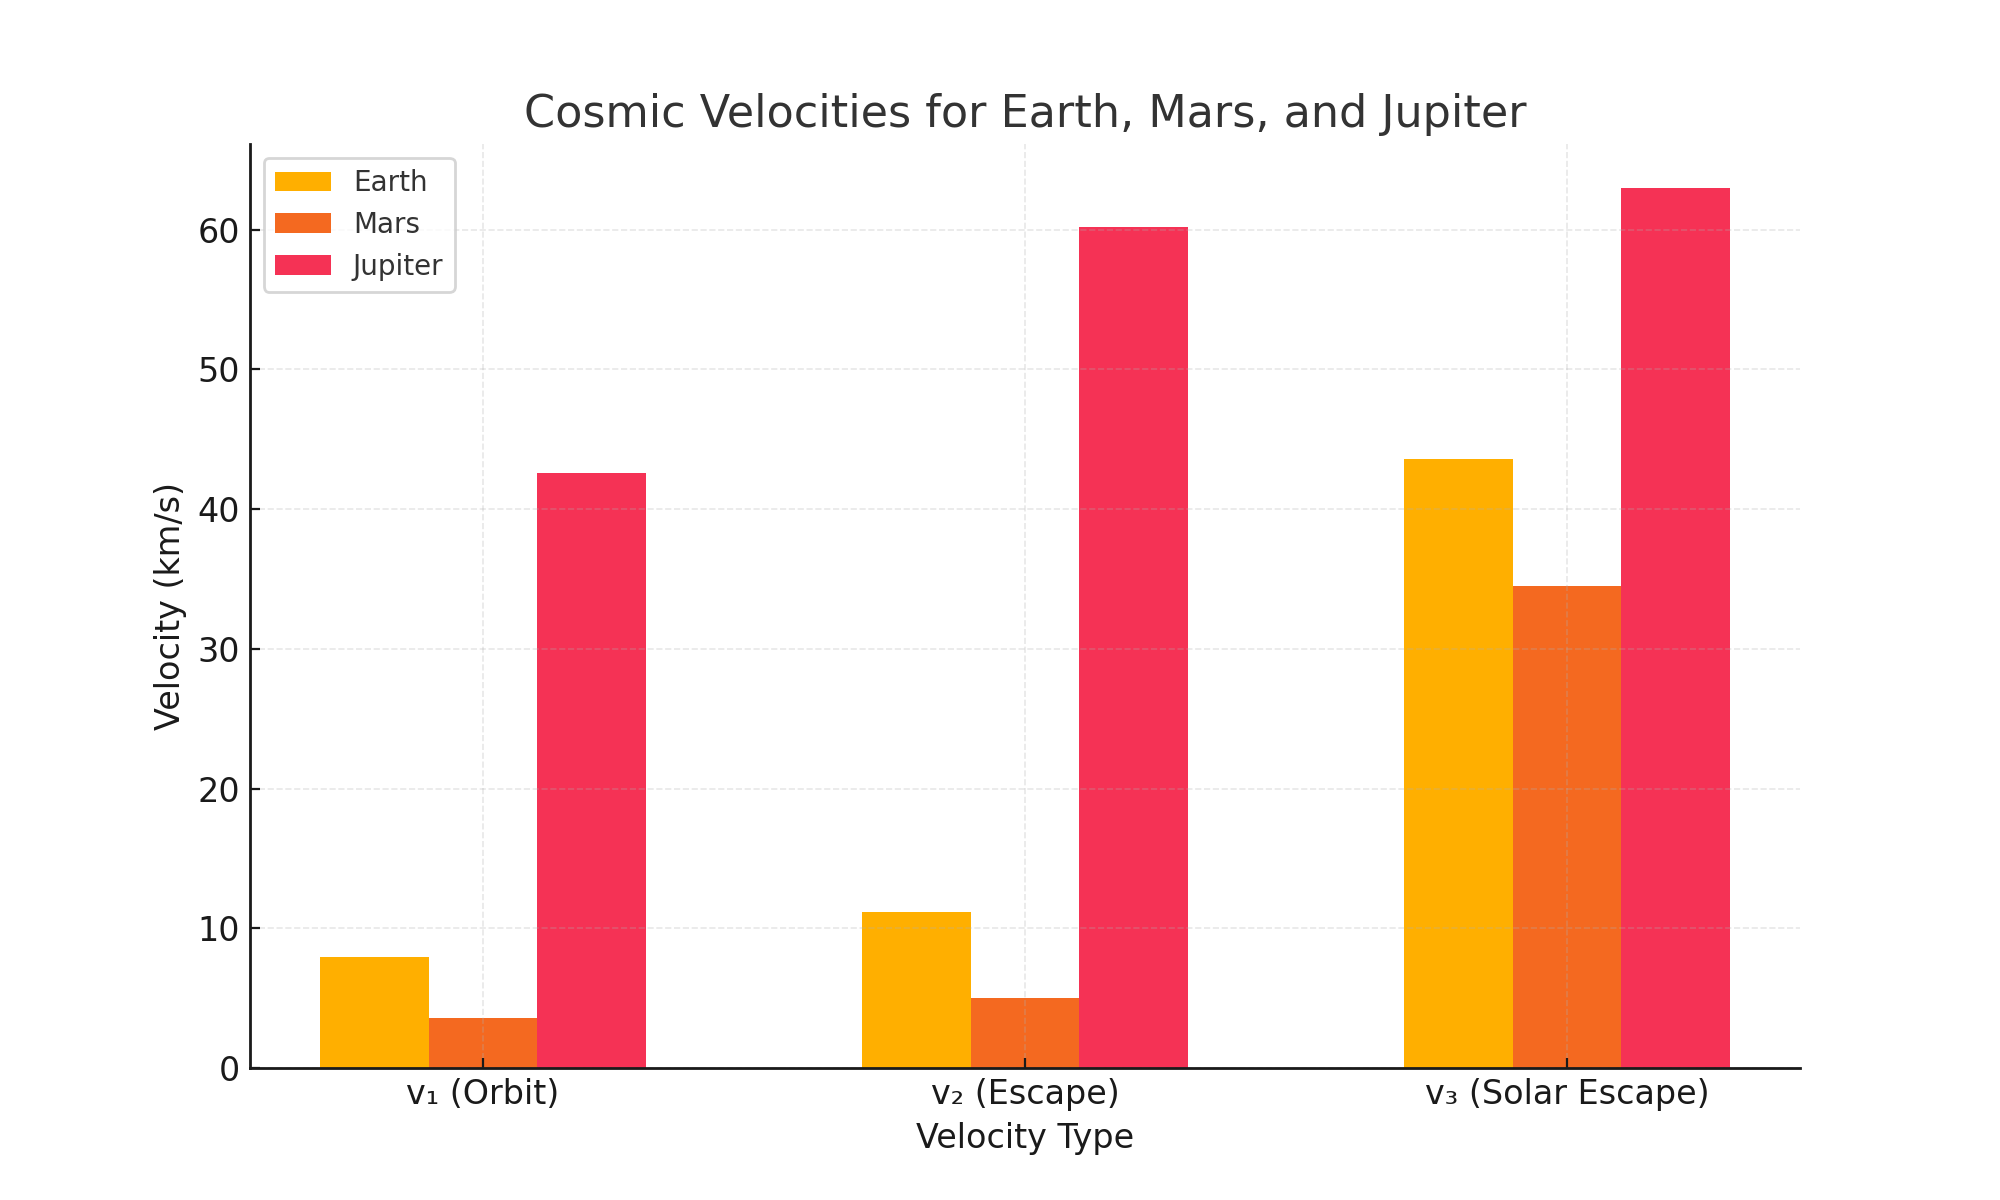 Cosmic Velocities for Earth, Mars, and Jupiter
Earth
Mars
Jupiter
Velocity (km/s)
60
50
40
30
20
10
0
v₁ (Orbit)
v₂ (Escape)
v₃ (Solar Escape)
Velocity Type